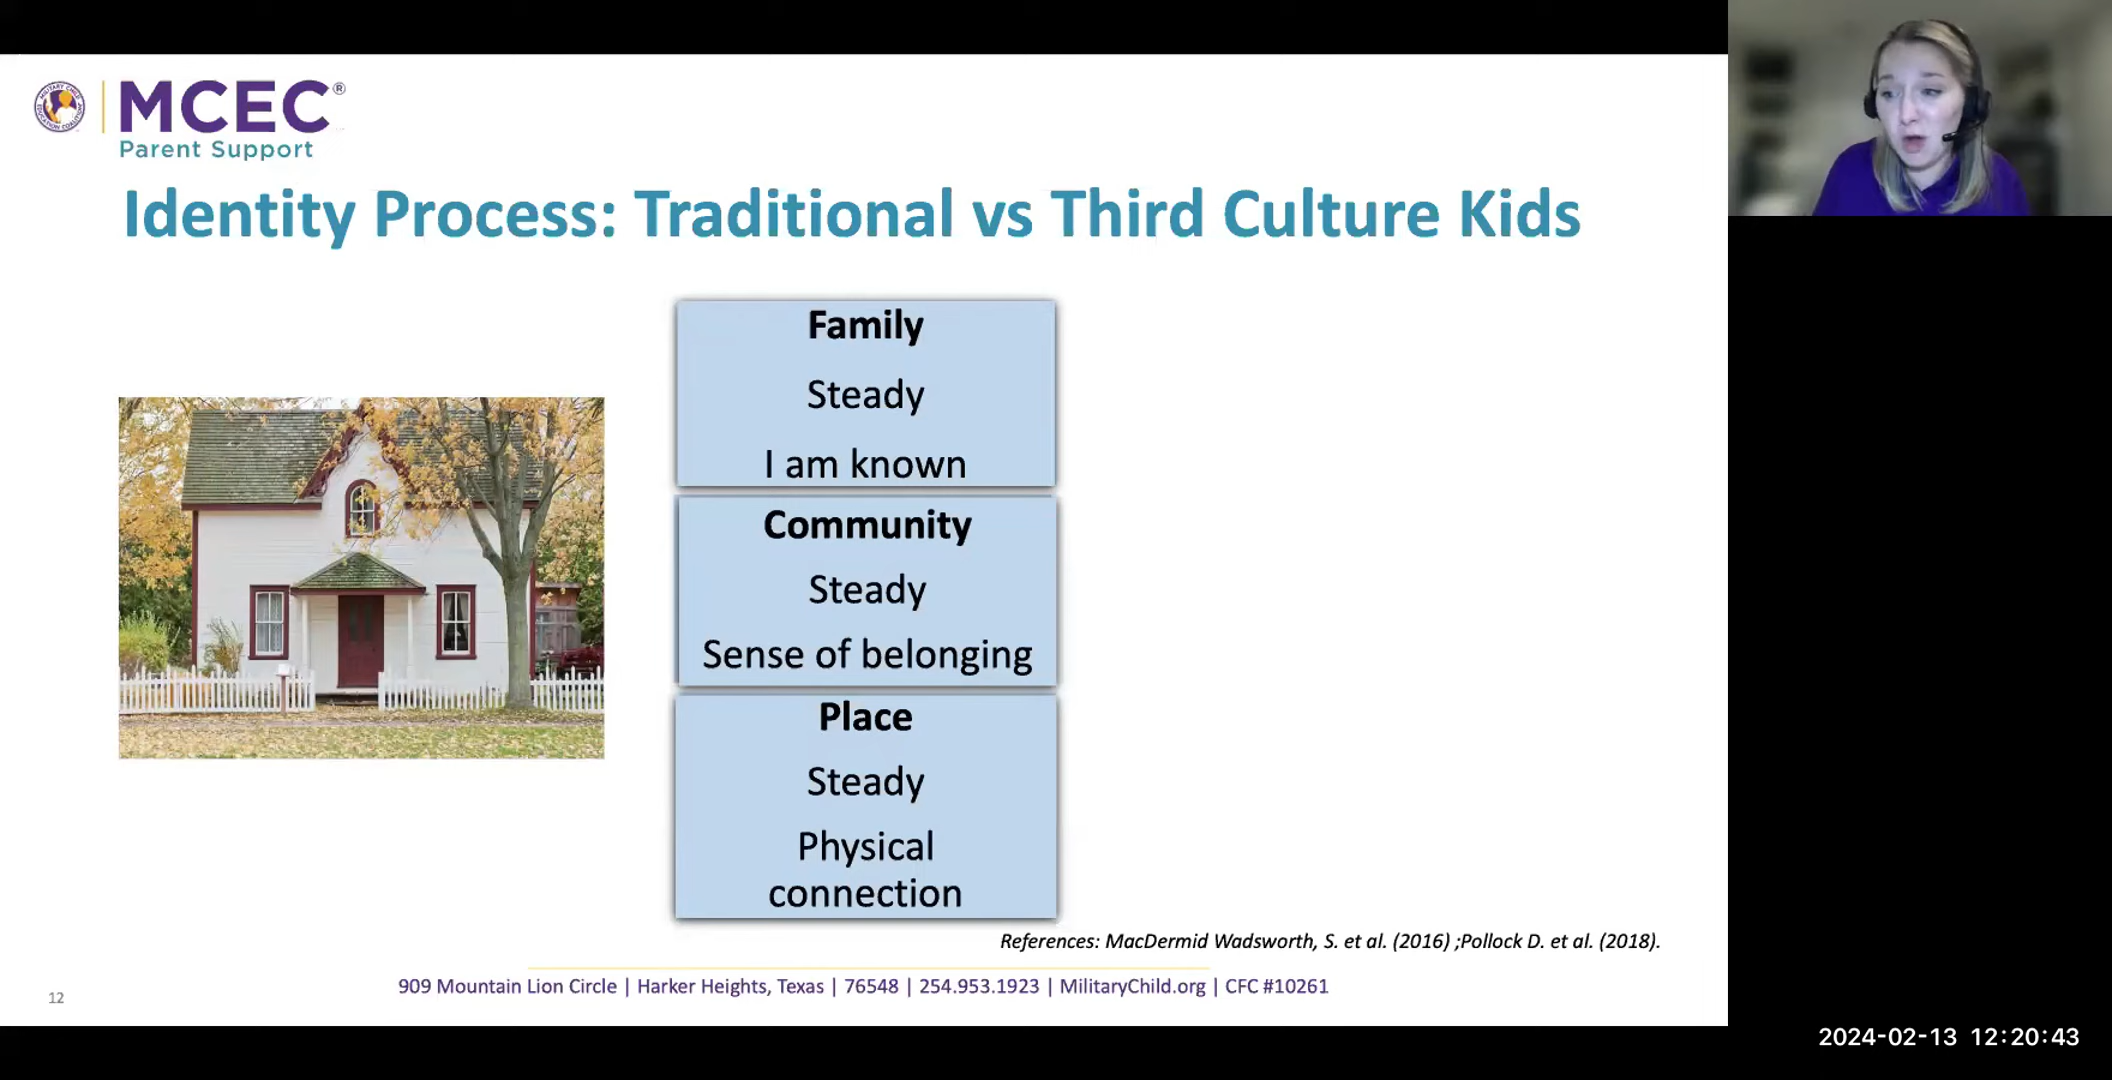 MCEC®
Parent Support
Identity Process: Traditional vs Third Culture Kids
Family
Steady
I am known
Community
Steady
Sense of belonging
Place
Steady
Physical
connection
References: MacDermid Wadsworth, S. et al. (2016) ;Pollock D. et al. (2018).
909 Mountain Lion Circle | Harker Heights, Texas | 76548 | 254.953.1923 | MilitaryChild.org | CFC #10261
12
2024-02-13 12:20:43